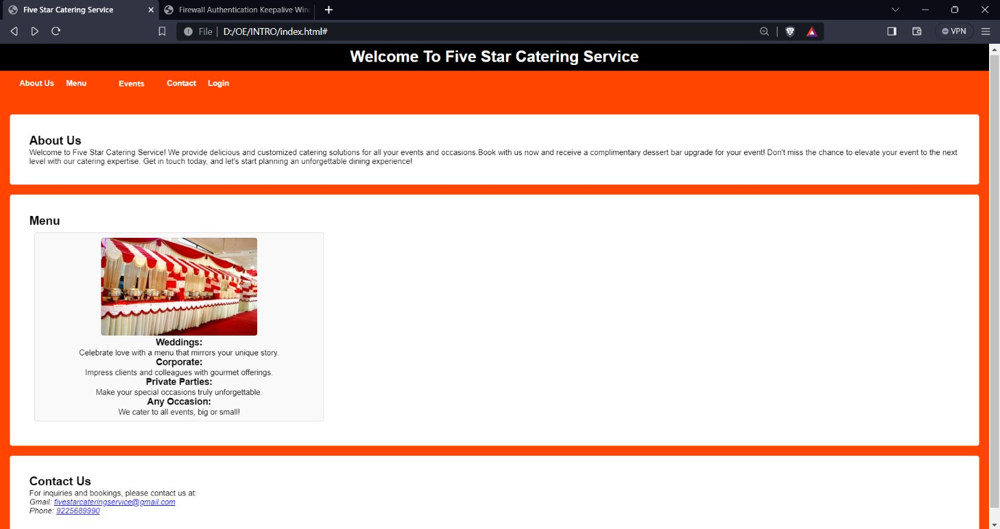 Five Star Catering Service
Firewall Authentication Keepalive Win
File
D:/OE/INTRO/index.html#
VPN
Welcome To Five Star Catering Service
About Us Menu Events Contact Login
About Us
Welcome to Five Star Catering Service! We provide delicious and customized catering solutions for all your events and occasions.Book with us now and receive a complimentary dessert bar upgrade for your event! Don't miss the chance to elevate your event to the next
level with our catering expertise. Get in touch today, and let's start planning an unforgettable dining experience!
Menu
Weddings:
Celebrate love with a menu that mirrors your unique story.
Corporate:
Impress clients and colleagues with gourmet offerings.
Private Parties:
Make your special occasions truly unforgettable.
Any Occasion:
We cater to all events, big or small!
Contact Us
For inquiries and bookings, please contact us at:
Gmail: fivestarcateringservice@gmail.com
Phone: 9225689990